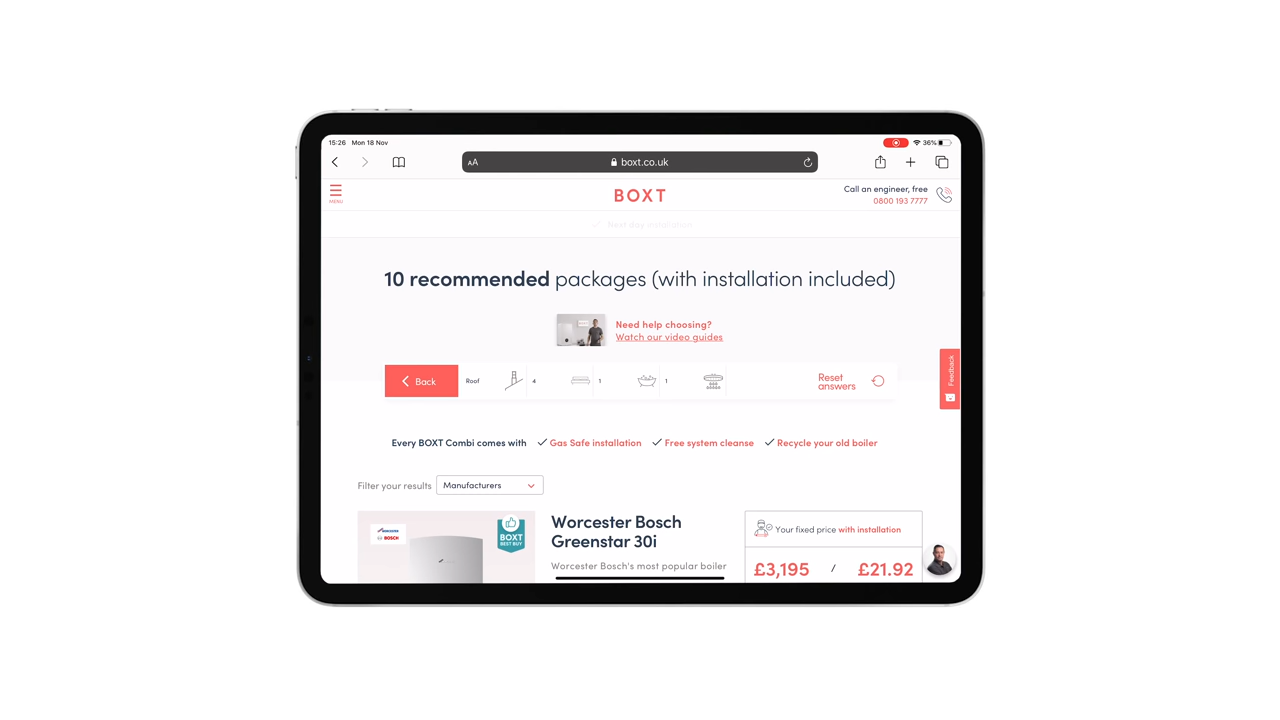 15:26 Mon 18 Nov
36%
AA
boxt.co.uk
MENU
BOXT
Call an engineer, free
0800 193 7777
Next day installation
10 recommended packages (with installation included)
Need help choosing?
Watch our video guides
Feedback
Back
Roof
4
1
1
Reset
answers
Every BOXT Combi comes with
Gas Safe installation
Free system cleanse
Recycle your old boiler
Filter your results
Manufacturers
WORCESTER
BOSCH
BOXT
BEST BUY
Worcester Bosch
Greenstar 30i
Worcester Bosch's most popular boiler
Your fixed price with installation
£3,195 / £21.92